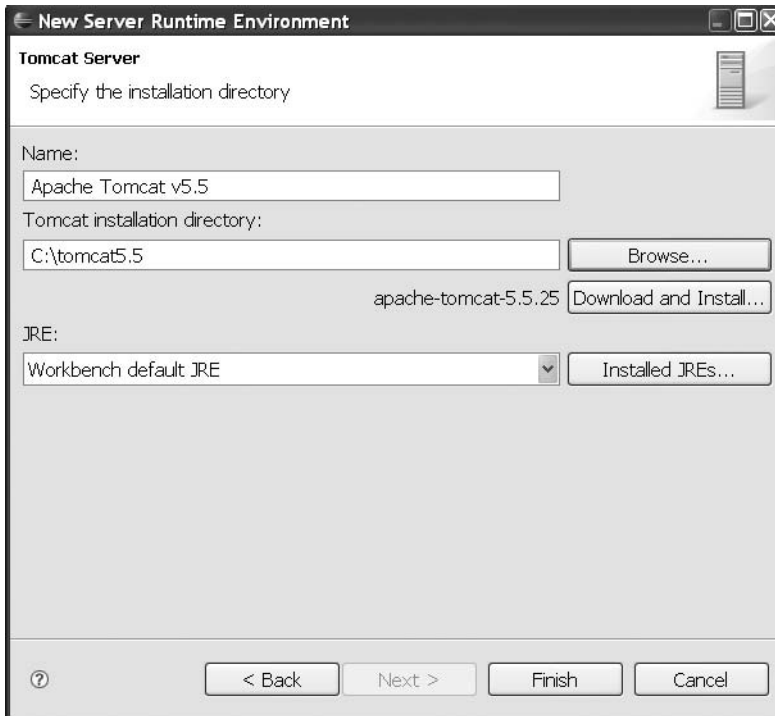 New Server Runtime Environment
Tomcat Server
Specify the installation directory
Name:
Apache Tomcat v5.5
Tomcat installation directory:
C:\tomcat5.5
Browse...
apache-tomcat-5.5.25 Download and Install...
JRE:
Workbench default JRE
Installed JREs...
? < Back Next > Finish Cancel